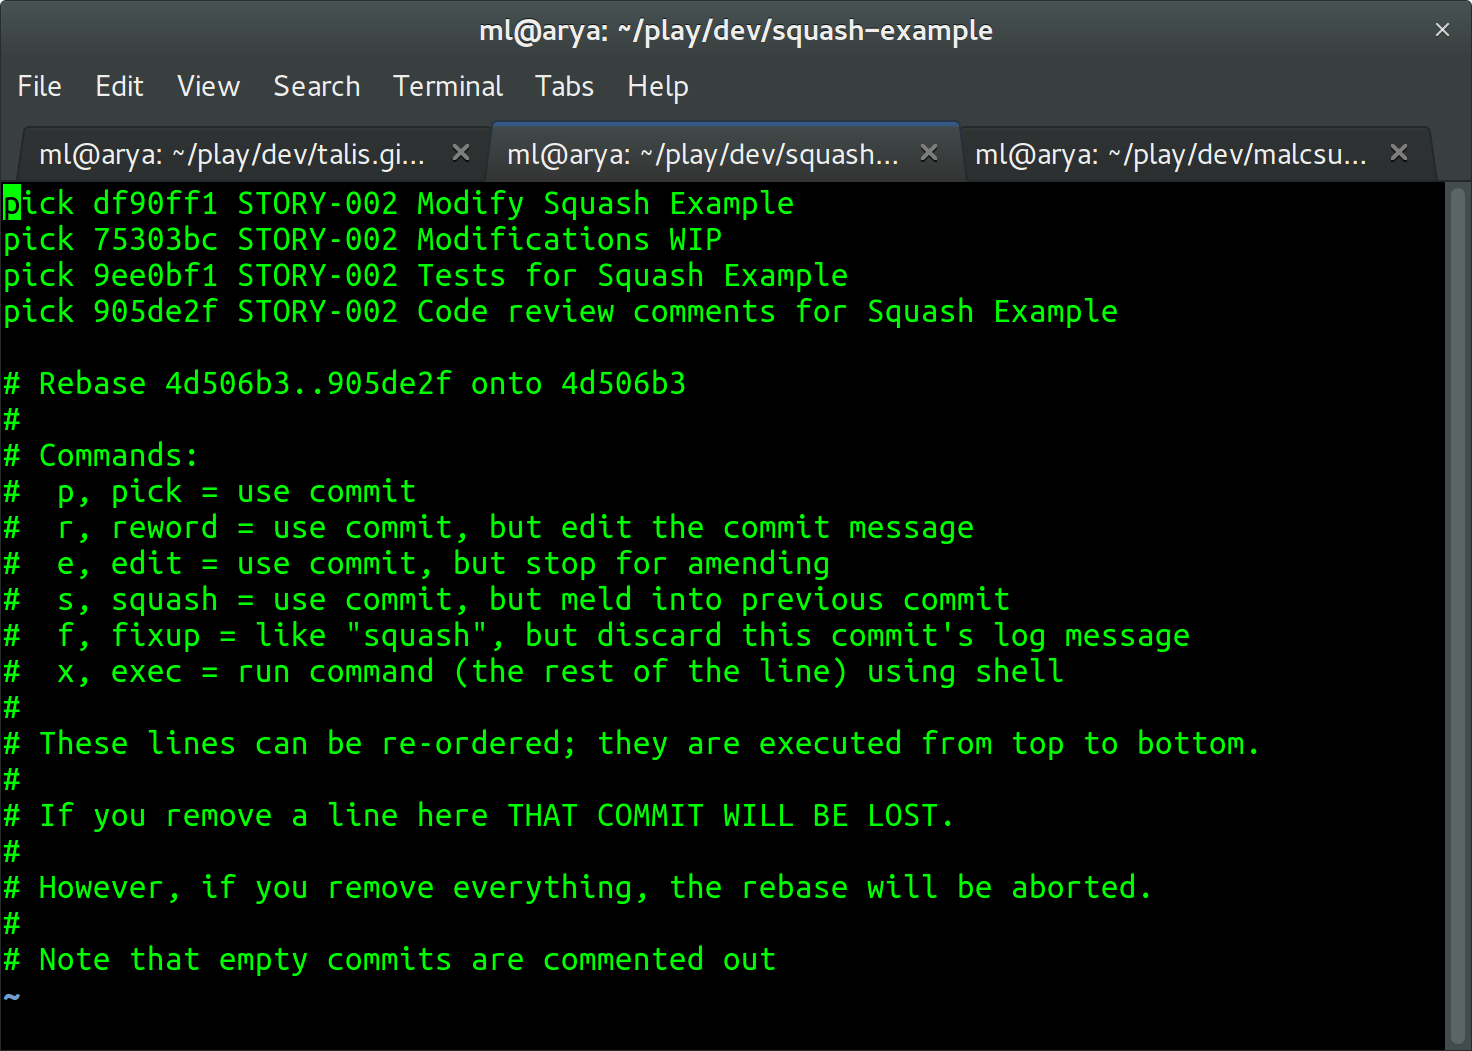 ml@arya: ~/play/dev/squash-example ×
File Edit View Search Terminal Tabs Help
ml@arya: ~/play/dev/talis.gi... × ml@arya: ~/play/dev/squash... × ml@arya: ~/play/dev/malcsu... ×
pick df90ff1 STORY-002 Modify Squash Example
pick 75303bc STORY-002 Modifications WIP
pick 9ee0bf1 STORY-002 Tests for Squash Example
pick 905de2f STORY-002 Code review comments for Squash Example

# Rebase 4d506b3..905de2f onto 4d506b3
#
# Commands:
#  p, pick = use commit
#  r, reword = use commit, but edit the commit message
#  e, edit = use commit, but stop for amending
#  s, squash = use commit, but meld into previous commit
#  f, fixup = like "squash", but discard this commit's log message
#  x, exec = run command (the rest of the line) using shell
#
# These lines can be re-ordered; they are executed from top to bottom.
#
# If you remove a line here THAT COMMIT WILL BE LOST.
#
# However, if you remove everything, the rebase will be aborted.
#
# Note that empty commits are commented out
~